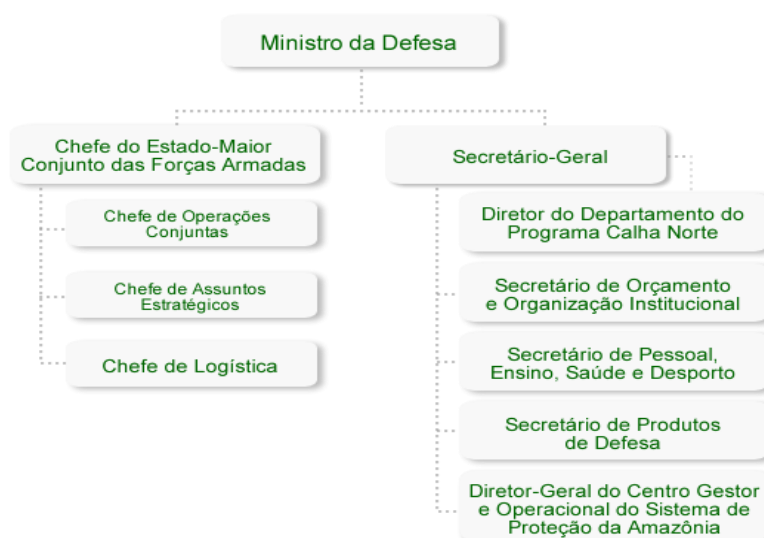 Ministro da Defesa
Chefe do Estado-Maior
Conjunto das Forças Armadas
Chefe de Operações
Conjuntas
Chefe de Assuntos
Estratégicos
Chefe de Logística
Secretário-Geral
Diretor do Departamento do
Programa Calha Norte
Secretário de Orçamento
e Organização Institucional
Secretário de Pessoal,
Ensino, Saúde e Desporto
Secretário de Produtos
de Defesa
Diretor-Geral do Centro Gestor
e Operacional do Sistema de
Proteção da Amazônia